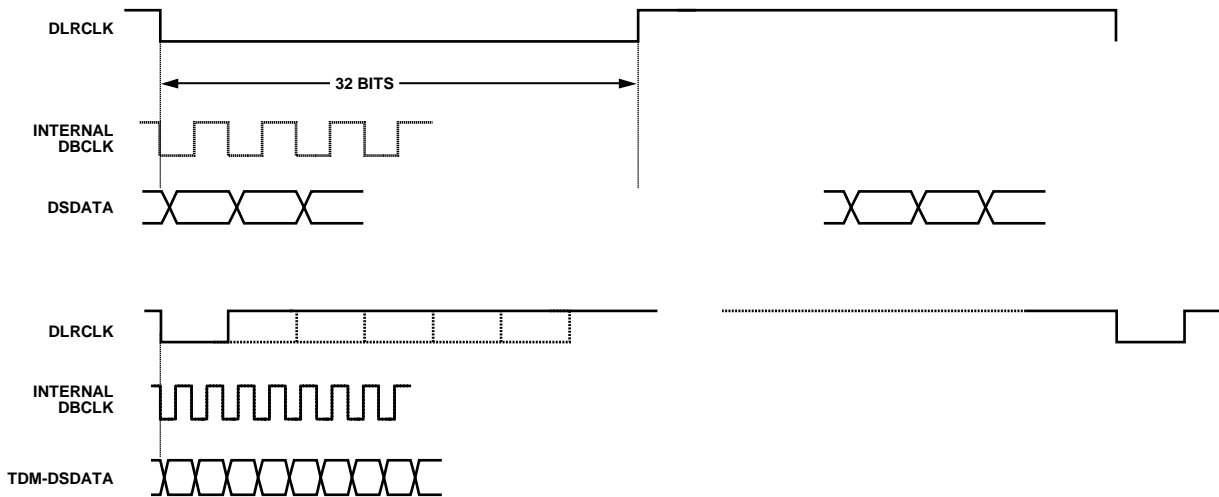 DLRCLK
32 BITS
INTERNAL
DBCLK
DSDATA
DLRCLK
INTERNAL
DBCLK
TDM-DSDATA